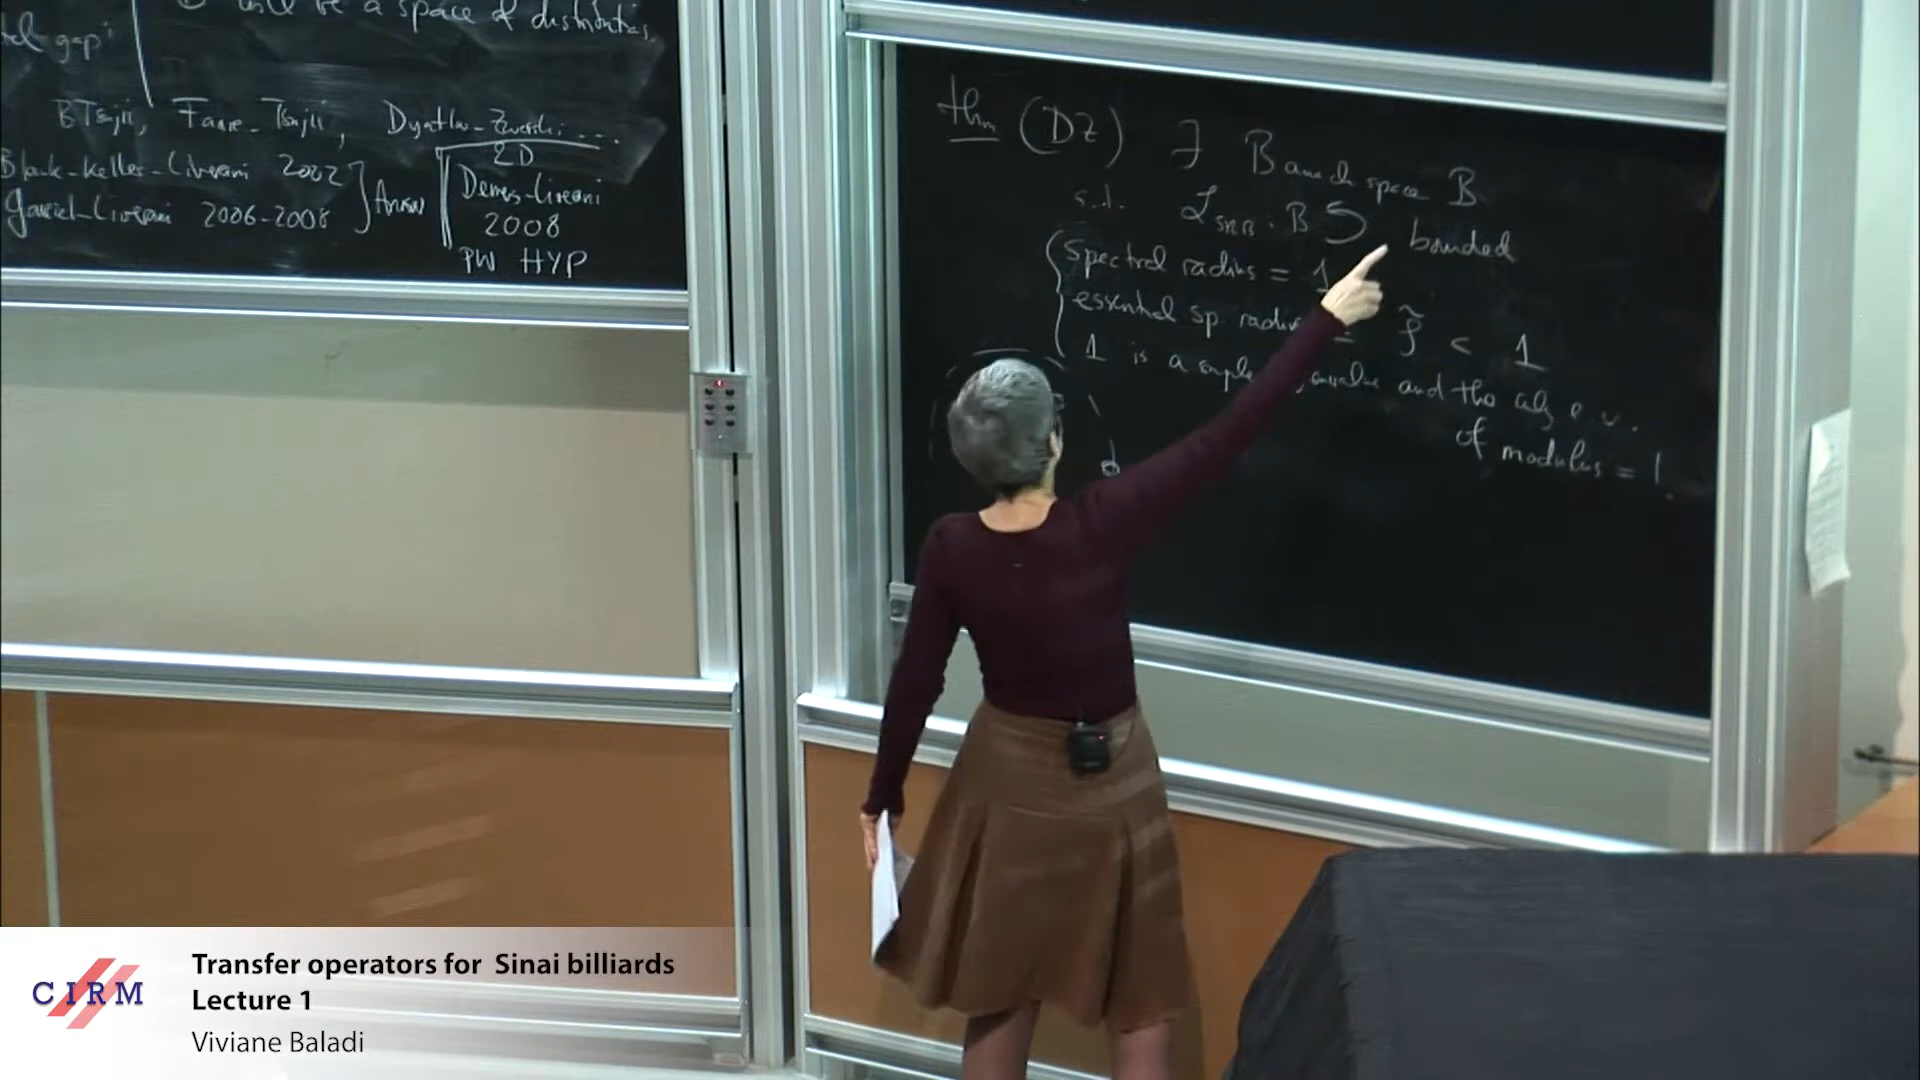 will be a space of distributions.
gap
BTsujii, Faure-Tsujii, Dyatlov-Zworski...
Blank-Keller-Liverani 2002
Gouëzel-Liverani 2006-2008
Anosov
2D
Demers-Liverani
2008
PW HYP
thm (DZ) ∃ Banach space B
s.t. ℒ_SRB : B bounded
spectral radius = 1
essential sp. radius = ρ̃ < 1
1 is a simple and the only e.v.
of modulus = 1.
CIRM
Transfer operators for Sinai billiards
Lecture 1
Viviane Baladi